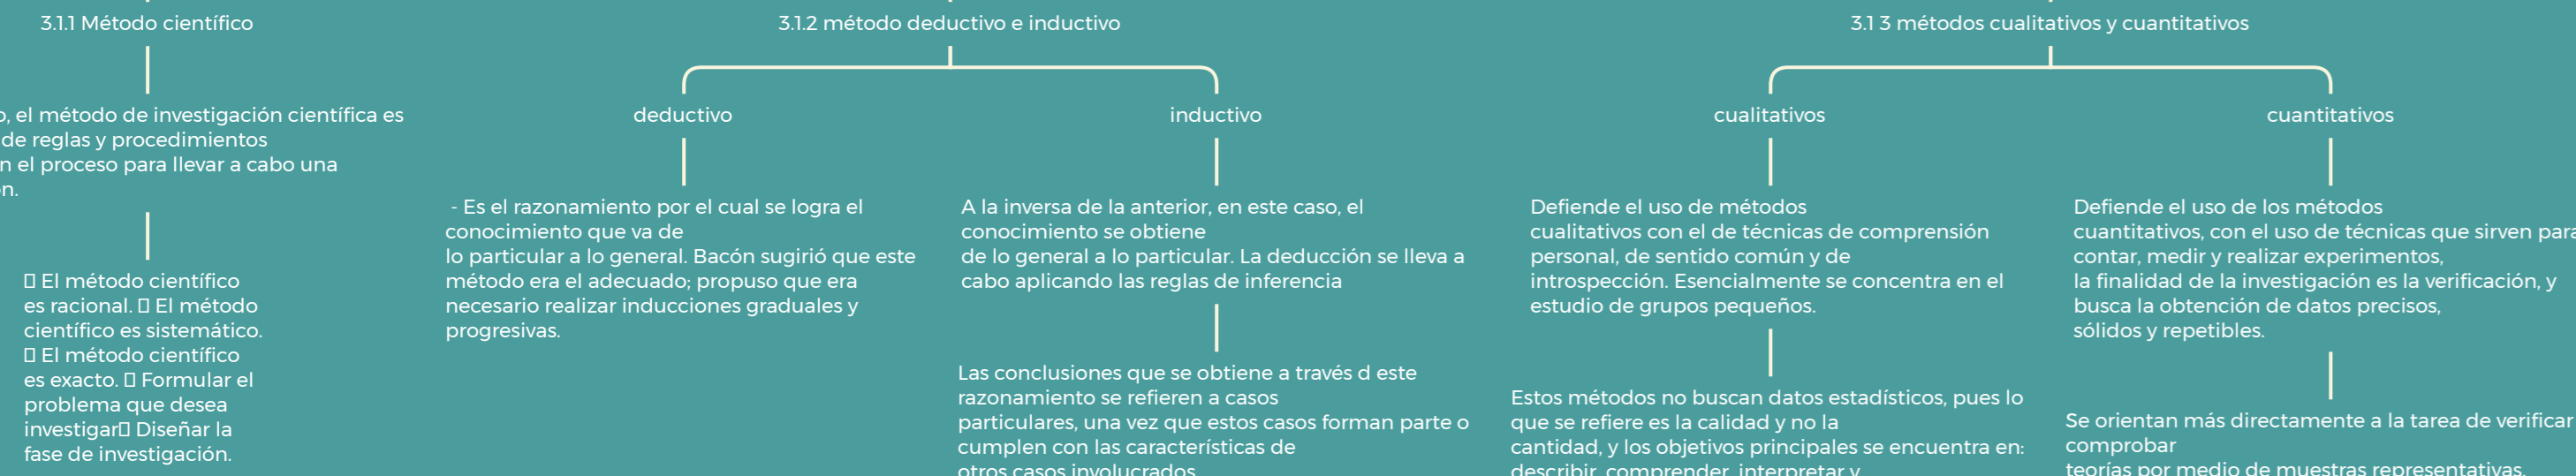 3.1.1 Método científico
, el método de investigación científica es
de reglas y procedimientos
n el proceso para llevar a cabo una
n.
El método científico
es racional. El método
científico es sistemático.
El método científico
es exacto. Formular el
problema que desea
investigar Diseñar la
fase de investigación.
3.1.2 método deductivo e inductivo
deductivo
- Es el razonamiento por el cual se logra el
conocimiento que va de
lo particular a lo general. Bacón sugirió que este
método era el adecuado; propuso que era
necesario realizar inducciones graduales y
progresivas.
inductivo
A la inversa de la anterior, en este caso, el
conocimiento se obtiene
de lo general a lo particular. La deducción se lleva a
cabo aplicando las reglas de inferencia
Las conclusiones que se obtiene a través d este
razonamiento se refieren a casos
particulares, una vez que estos casos forman parte o
cumplen con las características de
otros casos involucrados
3.1 3 métodos cualitativos y cuantitativos
cualitativos
Defiende el uso de métodos
cualitativos con el de técnicas de comprensión
personal, de sentido común y de
introspección. Esencialmente se concentra en el
estudio de grupos pequeños.
Estos métodos no buscan datos estadísticos, pues lo
que se refiere es la calidad y no la
cantidad, y los objetivos principales se encuentra en:
describir, comprender, interpretar y
cuantitativos
Defiende el uso de los métodos
cuantitativos, con el uso de técnicas que sirven para
contar, medir y realizar experimentos,
la finalidad de la investigación es la verificación, y
busca la obtención de datos precisos,
sólidos y repetibles.
Se orientan más directamente a la tarea de verificar
comprobar
teorías por medio de muestras representativas.